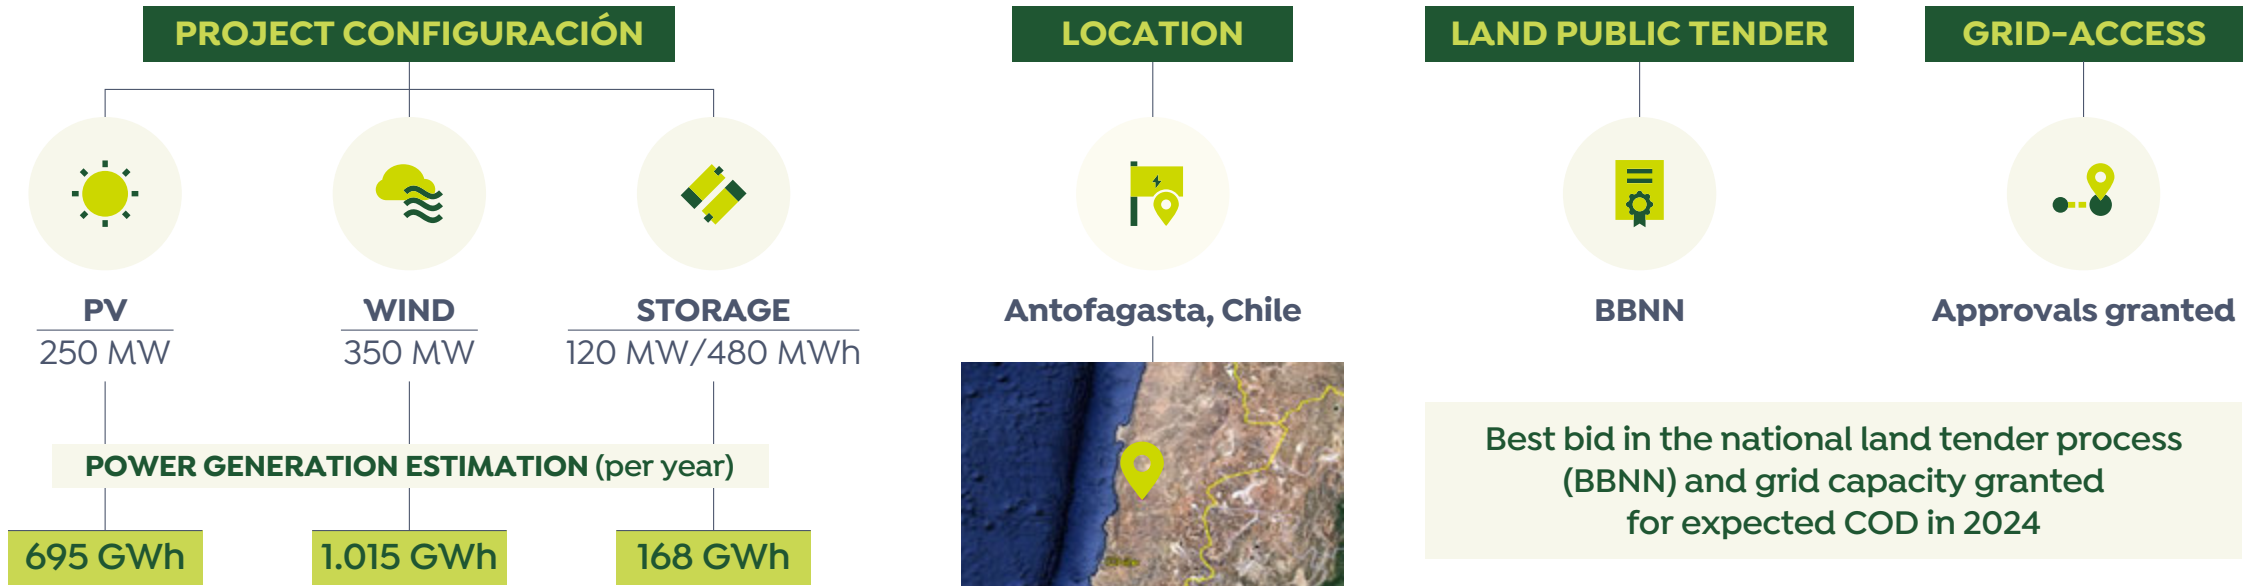 PROJECT CONFIGURACIÓN
PV
250 MW
WIND
350 MW
STORAGE
120 MW/480 MWh
POWER GENERATION ESTIMATION (per year)
695 GWh
1.015 GWh
168 GWh
LOCATION
Antofagasta, Chile
LAND PUBLIC TENDER
BBNN
GRID-ACCESS
Approvals granted
Best bid in the national land tender process
(BBNN) and grid capacity granted
for expected COD in 2024